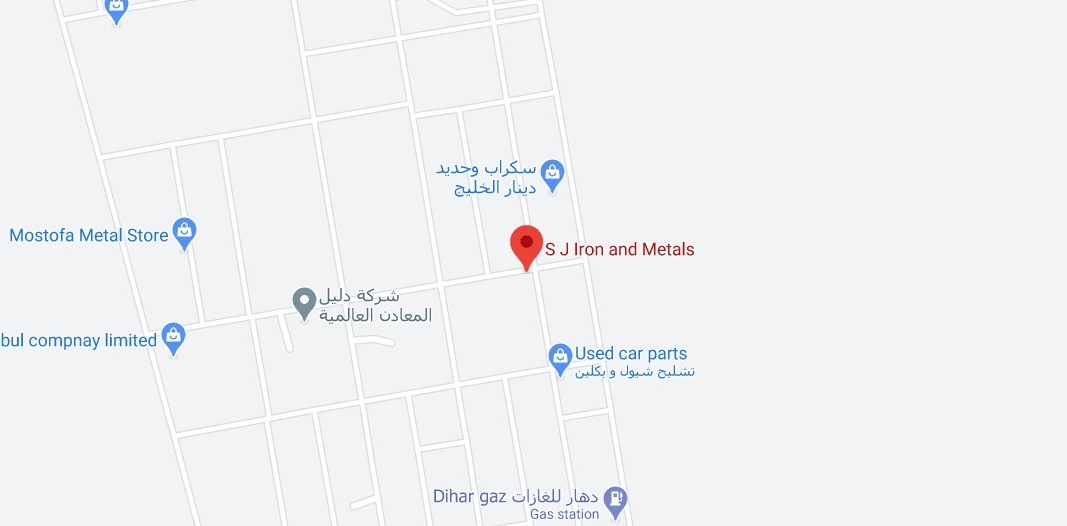 سكراب وحديد
دينار الخليج
Mostofa Metal Store
S J Iron and Metals
شركة دليل
المعادن العالمية
bul compnay limited
Used car parts
تشليح شيول و بكلين
Dihar gaz دهار للغازات
Gas station